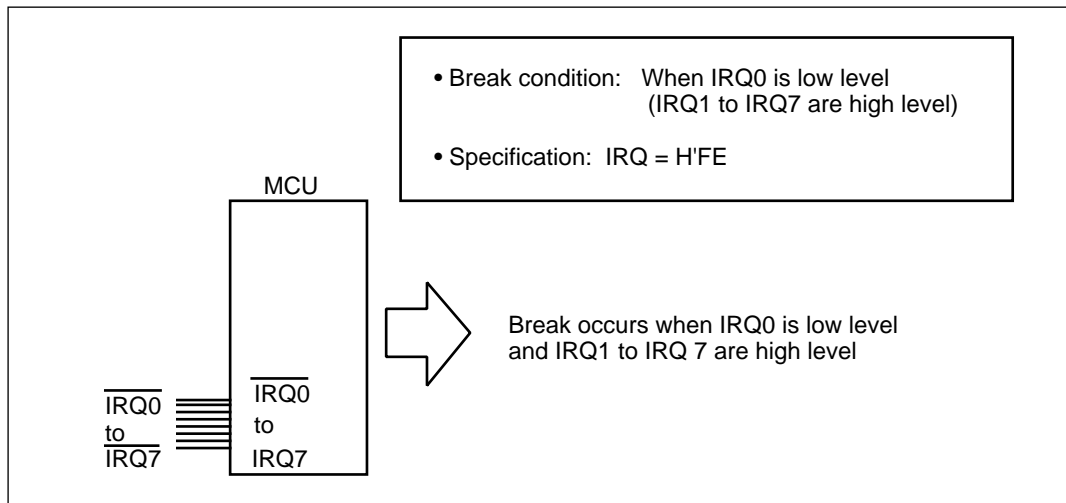 • Break condition: When IRQ0 is low level
(IRQ1 to IRQ7 are high level)
• Specification: IRQ = H'FE
MCU
Break occurs when IRQ0 is low level
and IRQ1 to IRQ 7 are high level
IRQ0
to
IRQ7
IRQ0
to
IRQ7